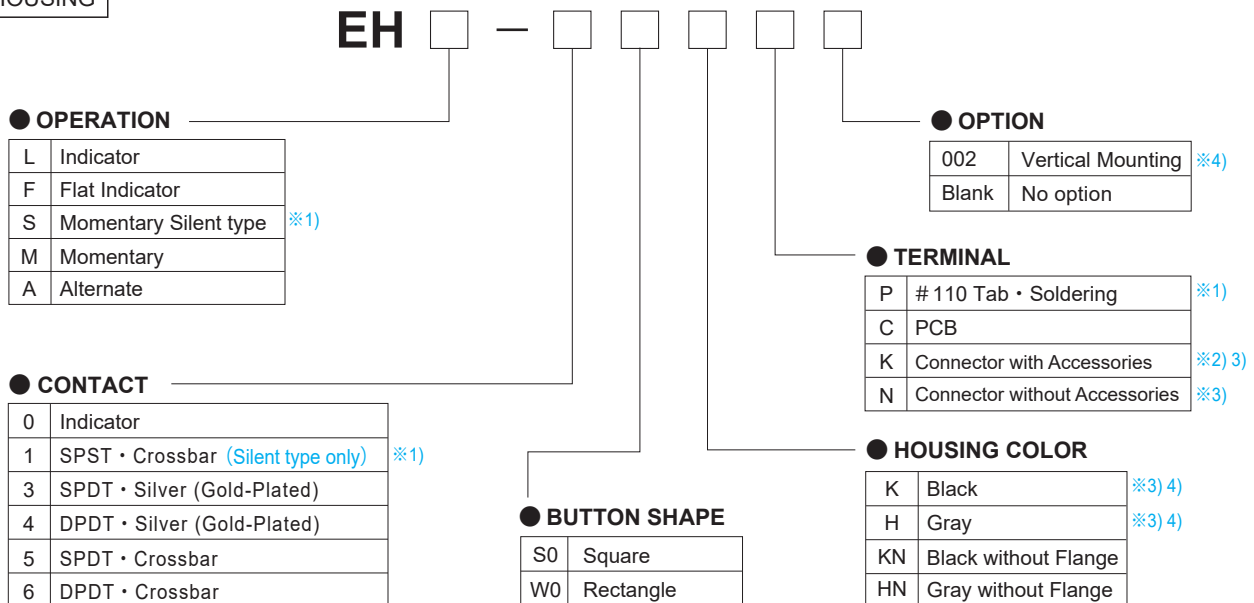 HOUSING
EH □ － □ □ □ □ □
● OPERATION
L Indicator
F Flat Indicator
S Momentary Silent type ※1)
M Momentary
A Alternate
● CONTACT
0 Indicator
1 SPST・Crossbar（Silent type only） ※1)
3 SPDT・Silver (Gold-Plated)
4 DPDT・Silver (Gold-Plated)
5 SPDT・Crossbar
6 DPDT・Crossbar
● BUTTON SHAPE
S0 Square
W0 Rectangle
● OPTION
002 Vertical Mounting ※4)
Blank No option
● TERMINAL
P ＃110 Tab・Soldering ※1)
C PCB
K Connector with Accessories ※2) 3)
N Connector without Accessories ※3)
● HOUSING COLOR
K Black ※3) 4)
H Gray ※3) 4)
KN Black without Flange
HN Gray without Flange